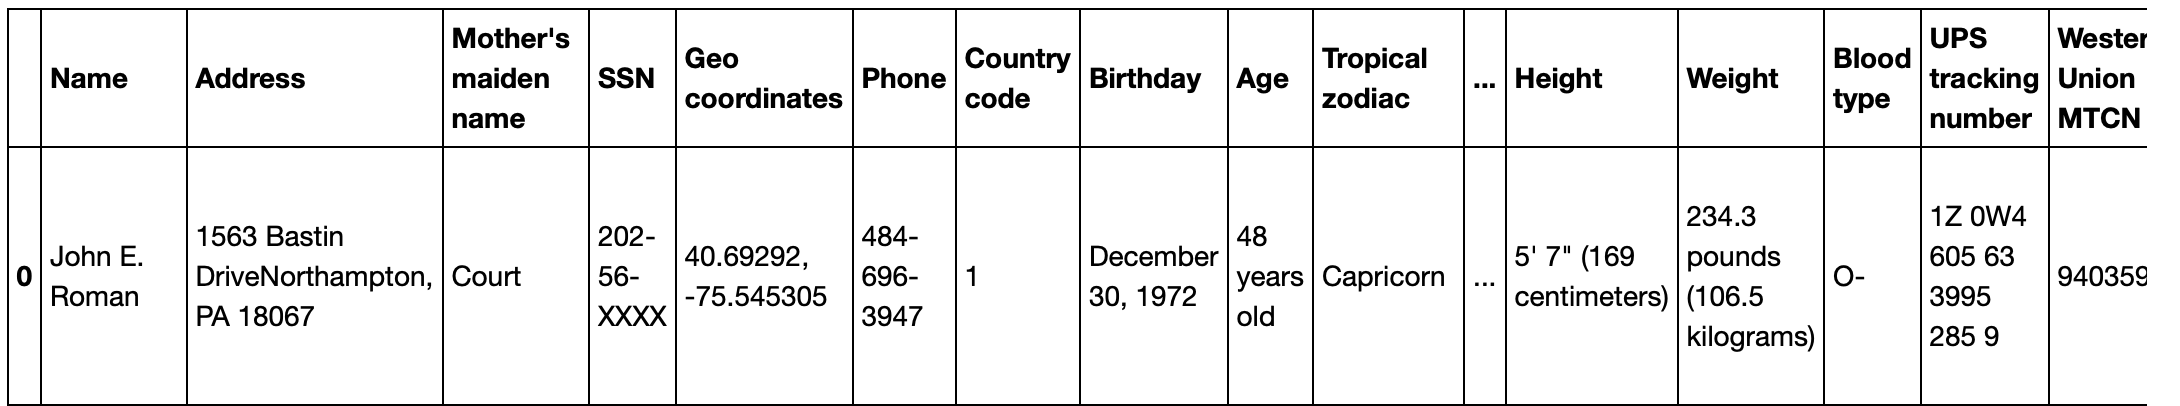 Name
Address
Mother's
maiden
name
SSN
Geo
coordinates
Phone
Country
code
Birthday
Age
Tropical
zodiac
...
Height
Weight
Blood
type
UPS
tracking
number
Wester
Union
MTCN
0
John E.
Roman
1563 Bastin
DriveNorthampton,
PA 18067
Court
202-
56-
XXXX
40.69292,
-75.545305
484-
696-
3947
1
December
30, 1972
48
years
old
Capricorn
...
5' 7" (169
centimeters)
234.3
pounds
(106.5
kilograms)
O-
1Z 0W4
605 63
3995
285 9
940359